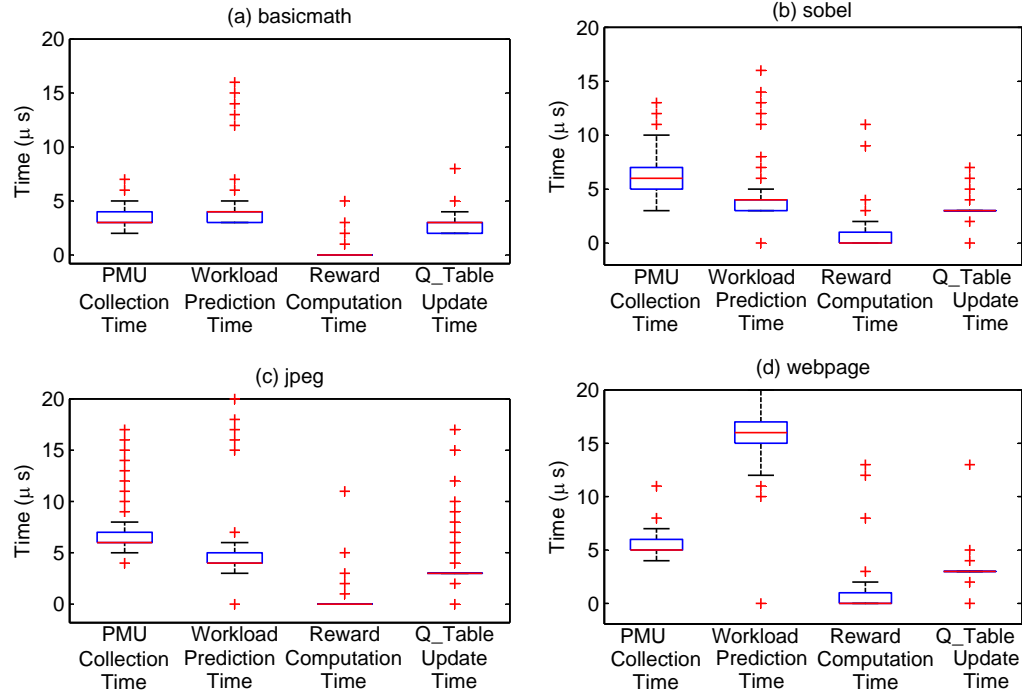 (a) basicmath
Time (μ s)
20
15
10
5
0
PMU Workload Reward Q_Table
Collection Prediction Computation Update
Time Time Time Time
(b) sobel
Time (μ s)
20
15
10
5
0
PMU Workload Reward Q_Table
Collection Prediction Computation Update
Time Time Time Time
(c) jpeg
Time (μ s)
20
15
10
5
0
PMU Workload Reward Q_Table
Collection Prediction Computation Update
Time Time Time Time
(d) webpage
Time (μ s)
20
15
10
5
0
PMU Workload Reward Q_Table
Collection Prediction Computation Update
Time Time Time Time